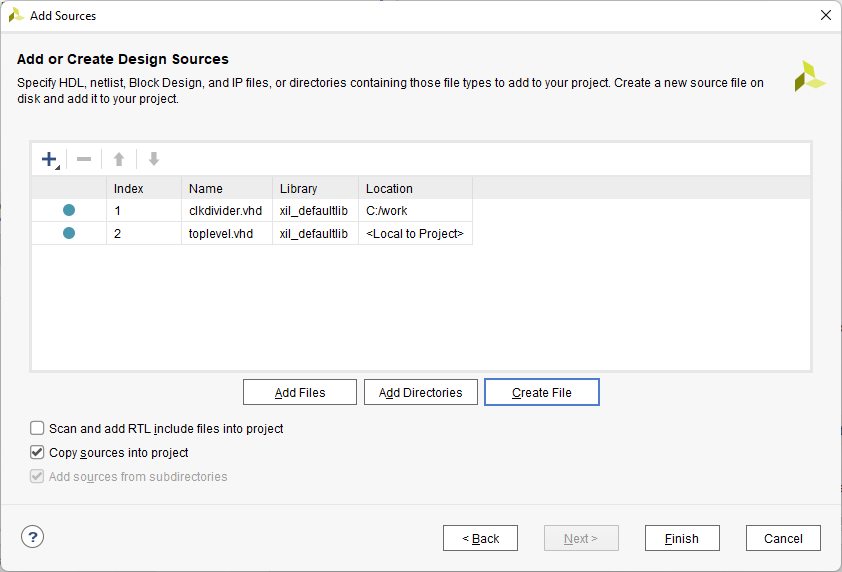 Add Sources
Add or Create Design Sources
Specify HDL, netlist, Block Design, and IP files, or directories containing those file types to add to your project. Create a new source file on
disk and add it to your project.
Index Name Library Location
1 clkdivider.vhd xil_defaultlib C:/work
2 toplevel.vhd xil_defaultlib <Local to Project>
Add Files Add Directories Create File
Scan and add RTL include files into project
Copy sources into project
Add sources from subdirectories
? < Back Next > Finish Cancel